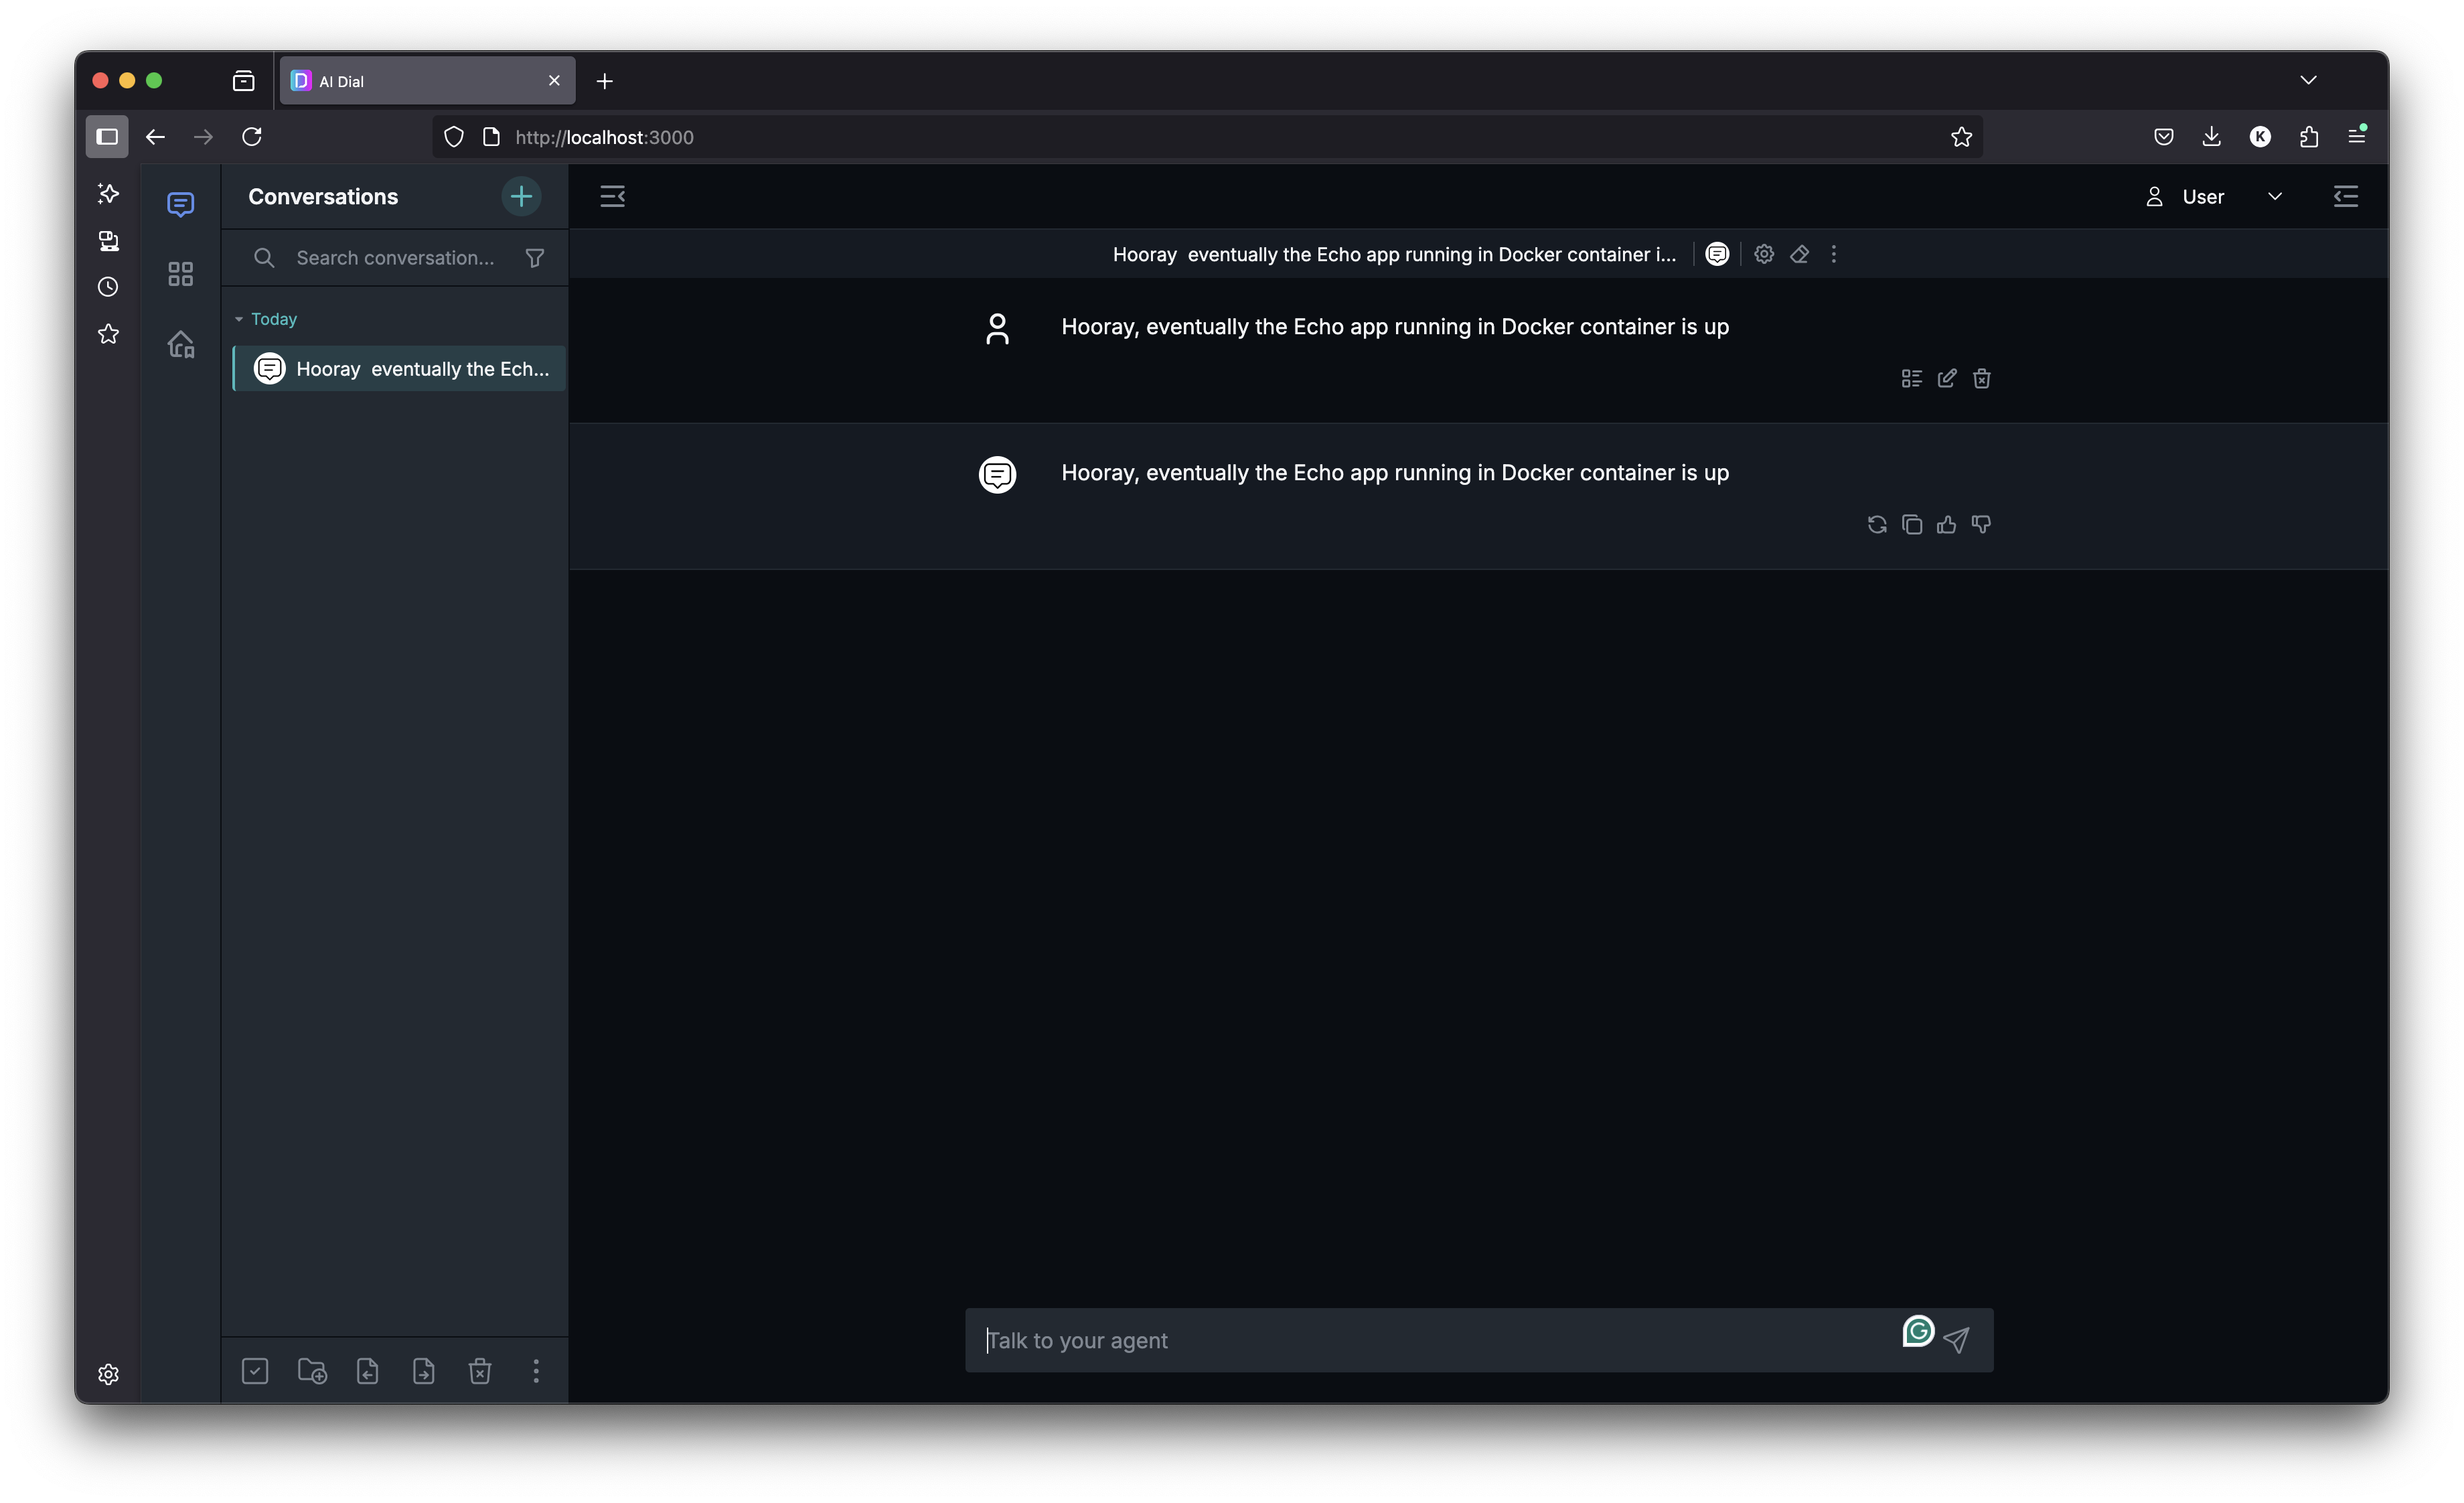 AI Dial
http://localhost:3000
K
Conversations
User
Search conversation...
Hooray  eventually the Echo app running in Docker container i...
Today
Hooray, eventually the Echo app running in Docker container is up
Hooray  eventually the Ech...
Hooray, eventually the Echo app running in Docker container is up
Talk to your agent